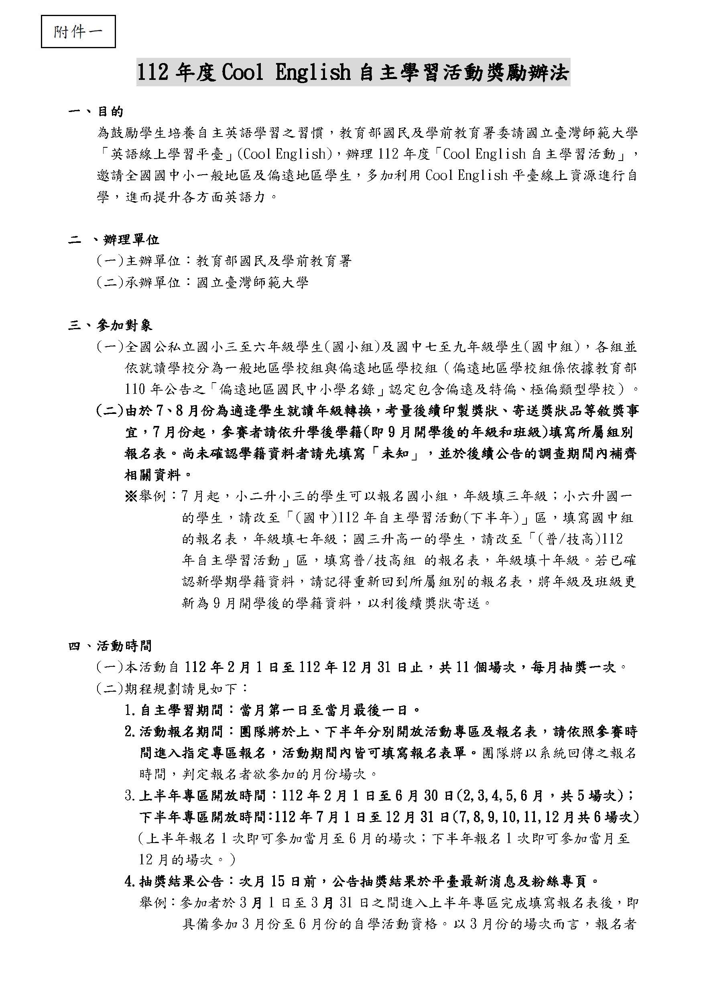 附件一
112 年度 Cool English 自主學習活動獎勵辦法
一、目的
為鼓勵學生培養自主英語學習之習慣，教育部國民及學前教育署委請國立臺灣師範大學
「英語線上學習平臺」(Cool English)，辦理 112 年度「Cool English 自主學習活動」，
邀請全國國中小一般地區及偏遠地區學生，多加利用 Cool English 平臺線上資源進行自
學，進而提升各方面英語力。
二 、辦理單位
(一)主辦單位：教育部國民及學前教育署
(二)承辦單位：國立臺灣師範大學
三、參加對象
(一)全國公私立國小三至六年級學生(國小組)及國中七至九年級學生(國中組)，各組並
依就讀學校分為一般地區學校組與偏遠地區學校組（偏遠地區學校組係依據教育部
110 年公告之「偏遠地區國民中小學名錄」認定包含偏遠及特偏、極偏類型學校）。
(二)由於 7、8 月份為適逢學生就讀年級轉換，考量後續印製獎狀、寄送獎狀品等敘獎事
宜，7 月份起，參賽者請依升學後學籍(即 9 月開學後的年級和班級)填寫所屬組別
報名表。尚未確認學籍資料者請先填寫「未知」，並於後續公告的調查期間內補齊
相關資料。
※舉例：7 月起，小二升小三的學生可以報名國小組，年級填三年級；小六升國一
的學生，請改至「(國中)112 年自主學習活動(下半年)」區，填寫國中組
的報名表，年級填七年級；國三升高一的學生，請改至「(普/技高)112
年自主學習活動」區，填寫普/技高組 的報名表，年級填十年級。若已確
認新學期學籍資料，請記得重新回到所屬組別的報名表，將年級及班級更
新為 9 月開學後的學籍資料，以利後續獎狀寄送。
四、活動時間
(一)本活動自 112 年 2 月 1 日至 112 年 12 月 31 日止，共 11 個場次，每月抽獎一次。
(二)期程規劃請見如下：
1.自主學習期間：當月第一日至當月最後一日。
2.活動報名期間：團隊將於上、下半年分別開放活動專區及報名表，請依照參賽時
間進入指定專區報名，活動期間內皆可填寫報名表單。團隊將以系統回傳之報名
時間，判定報名者欲參加的月份場次。
3.上半年專區開放時間：112 年 2 月 1 日至 6 月 30 日(2,3,4,5,6 月，共 5 場次)；
下半年專區開放時間:112 年 7 月 1 日至 12 月 31 日(7,8,9,10,11,12 月共 6 場次)
（上半年報名 1 次即可參加當月至 6 月的場次；下半年報名 1 次即可參加當月至
12 月的場次。）
4.抽獎結果公告：次月 15 日前，公告抽獎結果於平臺最新消息及粉絲專頁。
舉例：參加者於 3 月 1 日至 3 月 31 日之間進入上半年專區完成填寫報名表後，即
具備參加 3 月份至 6 月份的自學活動資格。以 3 月份的場次而言，報名者